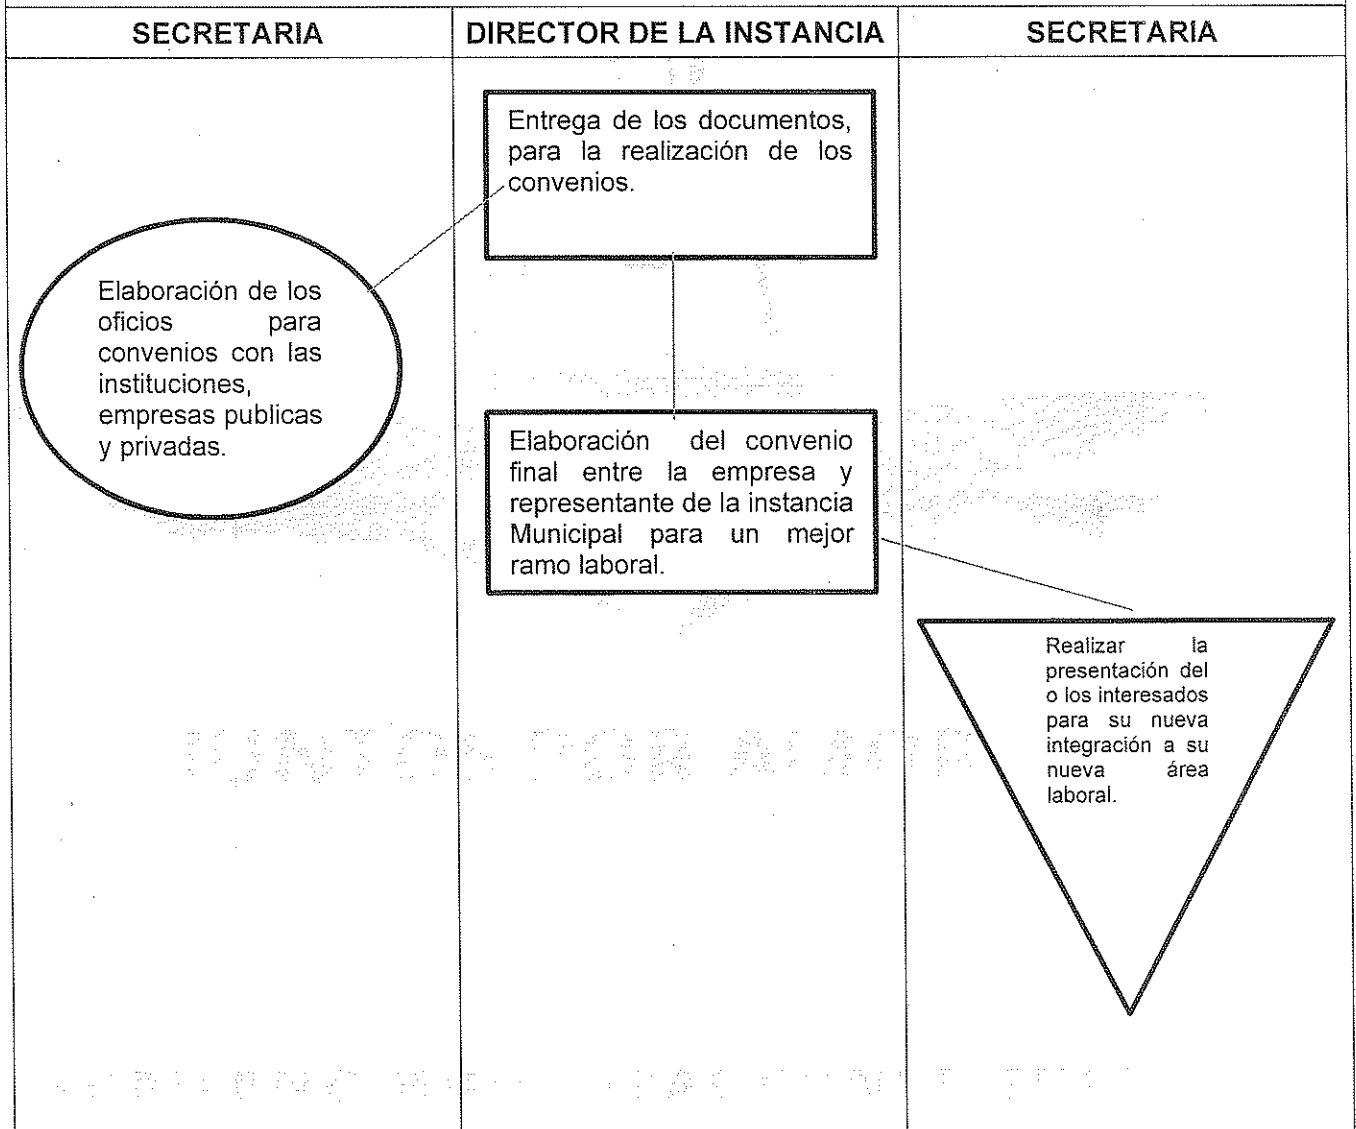 SECRETARIA
DIRECTOR DE LA INSTANCIA
SECRETARIA
Entrega de los documentos,
para la realización de los
convenios.
Elaboración de los
oficios para
convenios con las
instituciones,
empresas publicas
y privadas.
Elaboración del convenio
final entre la empresa y
representante de la instancia
Municipal para un mejor
ramo laboral.
Realizar la
presentación del
o los interesados
para su nueva
integración a su
nueva área
laboral.